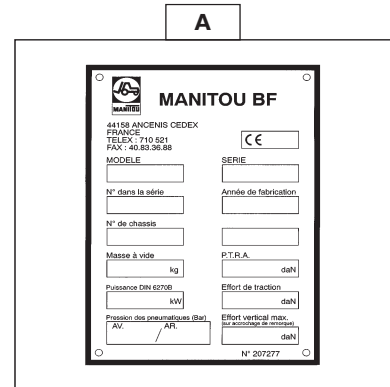 A
MANITOU
MANITOU BF
44158 ANCENIS CEDEX
FRANCE
TELEX : 710 521
FAX : 40.83.36.88
CE
MODELE
SERIE
N° dans la série
Année de fabrication
N° de chassis
Masse à vide
P.T.R.A.
kg
daN
Puissance DIN 6270B
Effort de traction
kW
daN
Pression des pneumatiques (Bar)
Effort vertical max.
(sur accrochage de remorque)
AV. / AR.
daN
N° 207277